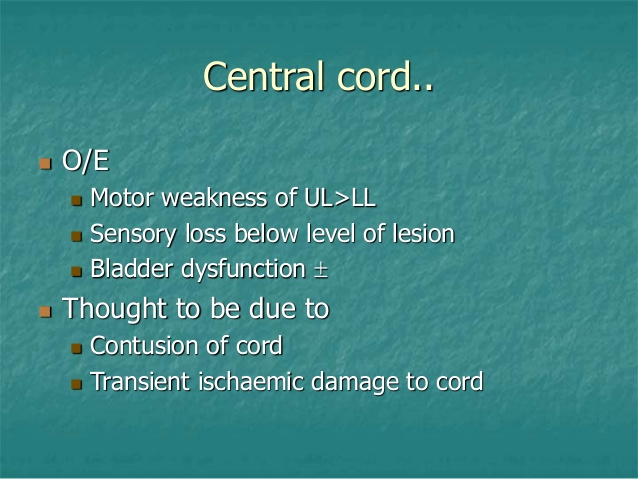 Central cord..
O/E
Motor weakness of UL>LL
Sensory loss below level of lesion
Bladder dysfunction ±
Thought to be due to
Contusion of cord
Transient ischaemic damage to cord